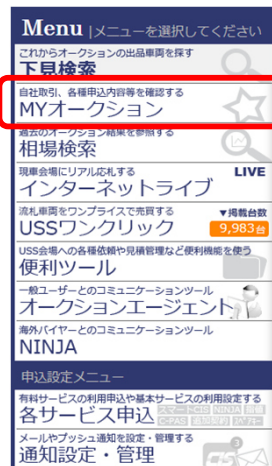 Menu |メニューを選択してください
これからオークションの出品車両を探す
下見検索
自社取引、各種申込内容等を確認する
MYオークション
過去のオークション結果を参照する
相場検索
現車会場にリアル応札する
LIVE
インターネットライブ
流札車両をワンプライスで売買する
▼掲載台数
USSワンクリック
9,983台
USS会場への各種依頼や見積管理など便利機能を使う
便利ツール
一般ユーザーとのコミュニケーションツール
オークションエージェント
海外バイヤーとのコミュニケーションツール
NINJA
申込設定メニュー
有料サービスの利用申込や基本サービスの利用設定する
各サービス申込
スマートCIS NINJA
C-PAS 追加契約
メールやプッシュ通知を設定・管理する
通知設定・管理
3